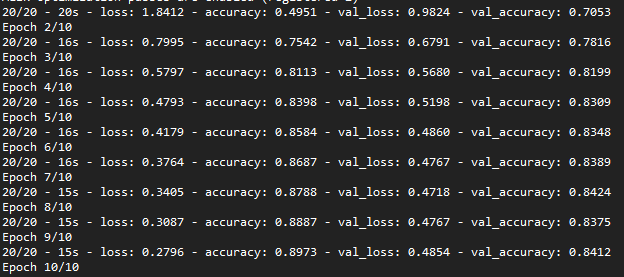 20/20 - 20s - loss: 1.8412 - accuracy: 0.4951 - val_loss: 0.9824 - val_accuracy: 0.7053
Epoch 2/10
20/20 - 16s - loss: 0.7995 - accuracy: 0.7542 - val_loss: 0.6791 - val_accuracy: 0.7816
Epoch 3/10
20/20 - 16s - loss: 0.5797 - accuracy: 0.8113 - val_loss: 0.5680 - val_accuracy: 0.8199
Epoch 4/10
20/20 - 16s - loss: 0.4793 - accuracy: 0.8398 - val_loss: 0.5198 - val_accuracy: 0.8309
Epoch 5/10
20/20 - 16s - loss: 0.4179 - accuracy: 0.8584 - val_loss: 0.4860 - val_accuracy: 0.8348
Epoch 6/10
20/20 - 16s - loss: 0.3764 - accuracy: 0.8687 - val_loss: 0.4767 - val_accuracy: 0.8389
Epoch 7/10
20/20 - 15s - loss: 0.3405 - accuracy: 0.8788 - val_loss: 0.4718 - val_accuracy: 0.8424
Epoch 8/10
20/20 - 15s - loss: 0.3087 - accuracy: 0.8887 - val_loss: 0.4767 - val_accuracy: 0.8375
Epoch 9/10
20/20 - 15s - loss: 0.2796 - accuracy: 0.8973 - val_loss: 0.4854 - val_accuracy: 0.8412
Epoch 10/10